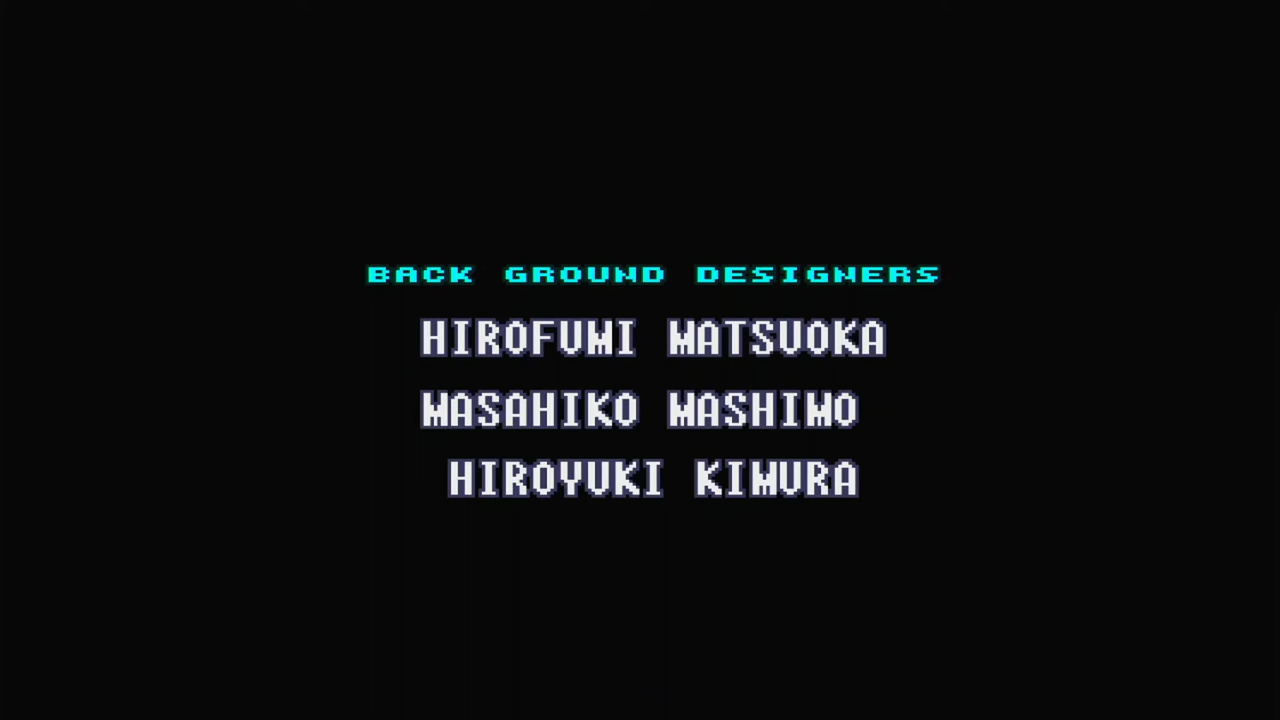 BACK GROUND DESIGNERS
HIROFUMI MATSUOKA
MASAHIKO MASHIMO
HIROYUKI KIMURA